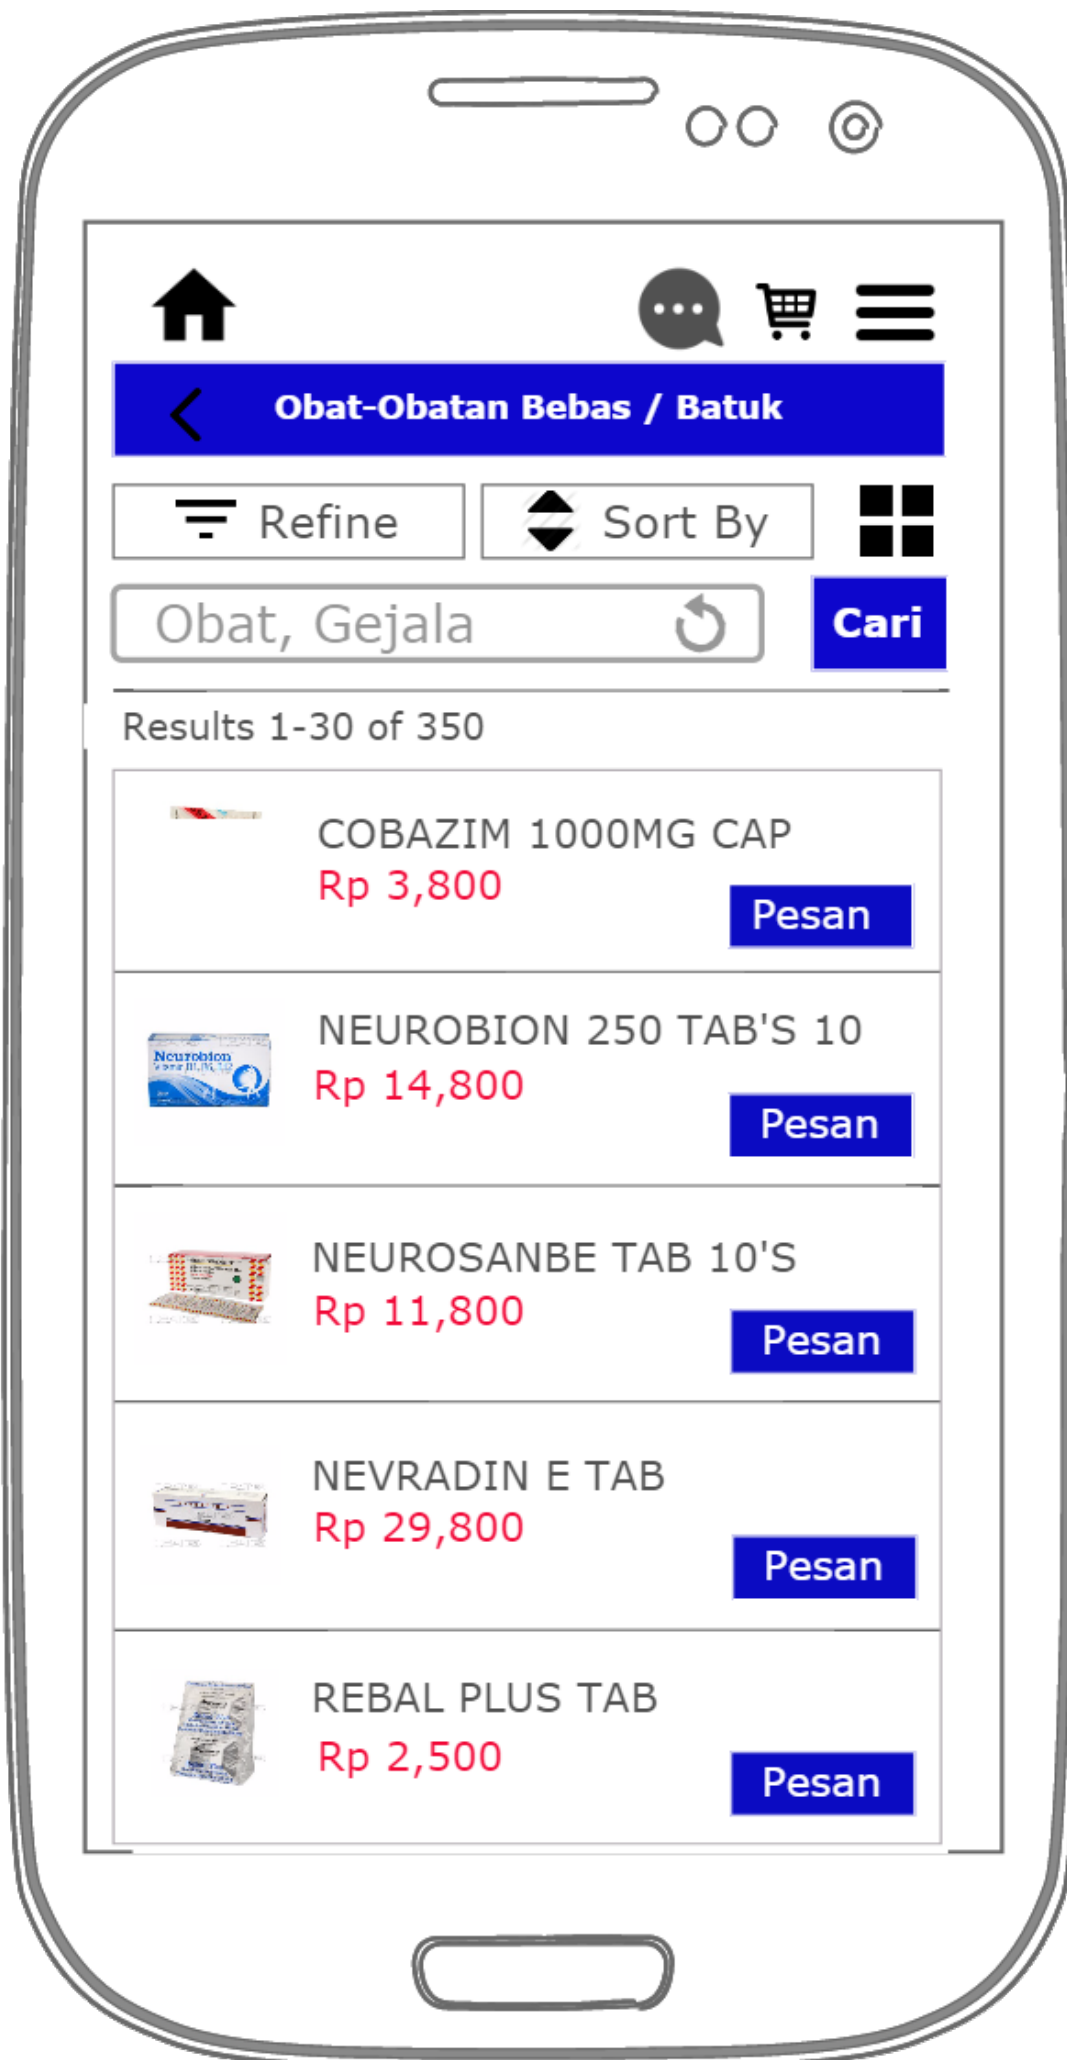 Obat-Obatan Bebas / Batuk
Refine
Sort By
Obat, Gejala
Cari
Results 1-30 of 350
COBAZIM 1000MG CAP
Rp 3,800
Pesan
Neurobion
NEUROBION 250 TAB'S 10
Rp 14,800
Pesan
NEUROSANBE TAB 10'S
Rp 11,800
Pesan
NEVRADIN E TAB
Rp 29,800
Pesan
REBAL PLUS TAB
Rp 2,500
Pesan